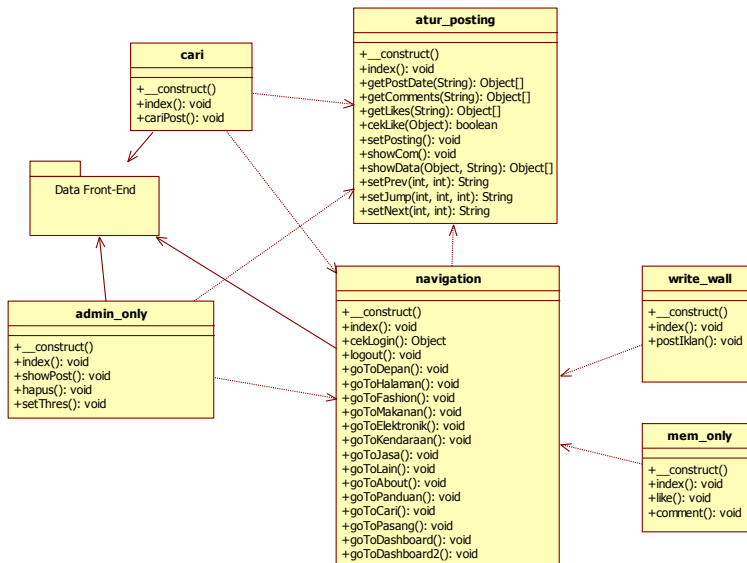 cari
+__construct()
+index(): void
+cariPost(): void
atur_posting
+__construct()
+index(): void
+getPostDate(String): Object[]
+getComments(String): Object[]
+getLikes(String): Object[]
+cekLike(Object): boolean
+setPosting(): void
+showCom(): void
+showData(Object, String): Object[]
+setPrev(int, int): String
+setJump(int, int, int): String
+setNext(int, int): String
Data Front-End
admin_only
+__construct()
+index(): void
+showPost(): void
+hapus(): void
+setThres(): void
navigation
+__construct()
+index(): void
+cekLogin(): Object
+logout(): void
+goToDepan(): void
+goToHalaman(): void
+goToFashion(): void
+goToMakanan(): void
+goToElektronik(): void
+goToKendaraan(): void
+goToJasa(): void
+goToLain(): void
+goToAbout(): void
+goToPanduan(): void
+goToCari(): void
+goToPasang(): void
+goToDashboard(): void
+goToDashboard2(): void
write_wall
+__construct()
+index(): void
+postIklan(): void
mem_only
+__construct()
+index(): void
+like(): void
+comment(): void